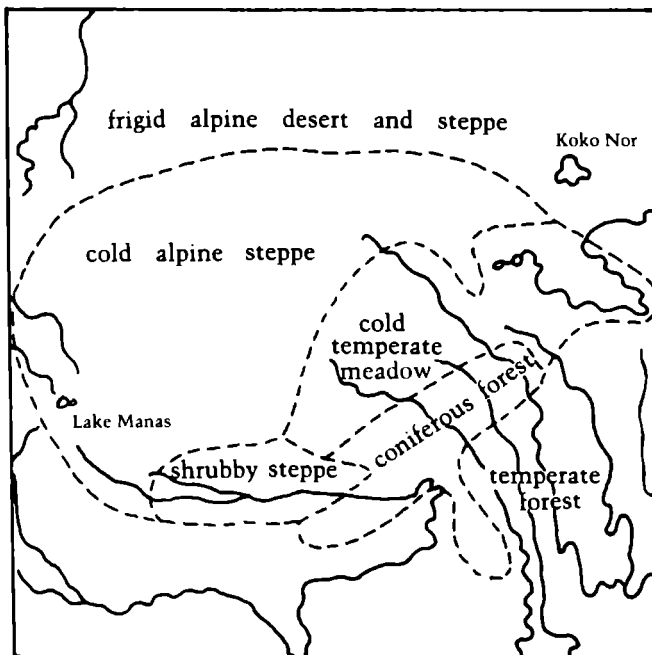 frigid alpine desert and steppe
Koko Nor
cold alpine steppe
cold
temperate
meadow
coniferous forest
Lake Manas
shrubby steppe
temperate
forest